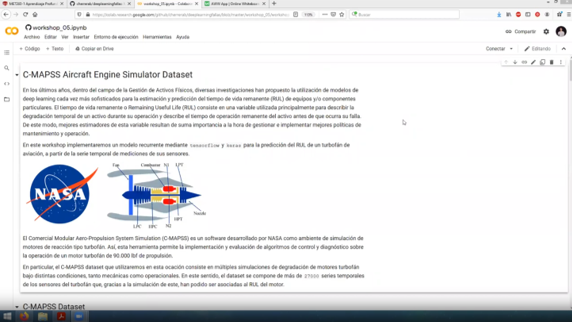 workshop_05.ipynb
Archivo Editar Ver Insertar Entorno de ejecución Herramientas Ayuda
Compartir
+ Código + Texto Copiar en Drive
Conectar
Editando
C-MAPSS Aircraft Engine Simulator Dataset
En los últimos años, dentro del campo de la Gestión de Activos Físicos, diversas investigaciones han propuesto la utilización de modelos de
deep learning cada vez más sofisticados para la estimación y predicción del tiempo de vida remanente (RUL) de equipos y/o componentes
particulares. El tiempo de vida remanente o Remaining Useful Life (RUL) consiste en una variable utilizada principalmente para describir la
degradación temporal de un activo durante su operación y describe el tiempo de operación remanente del activo antes de que ocurra su falla.
De este modo, mejores estimadores de esta variable resultan de suma importancia a la hora de gestionar e implementar mejores políticas de
mantenimiento y operación.
En este workshop implementaremos un modelo recurrente mediante tensorflow y keras para la predicción del RUL de un turbofán de
aviación, a partir de la serie temporal de mediciones de sus sensores.
NASA
Fan Combustor N1 LPT
LPC HPC N2 HPT Nozzle
El Comercial Modular Aero-Propulsion System Simulation (C-MAPSS) es un software desarrollado por NASA como ambiente de simulación de
motores de reacción tipo turbofán. Así, esta herramienta permite la implementación y evaluación de algoritmos de control y diagnóstico sobre
la operación de un motor turbofán de 90.000 lbf de propulsión.
En particular, el C-MAPSS dataset que utilizaremos en esta ocación consiste en múltiples simulaciones de degradación de motores turbofán
bajo distintas condiciones, tanto mecánicas como operacionales. En este sentido, el dataset se compone de más de series temporales
de los sensores del turbofán que, gracias a la simulación de este, han podido ser asociadas al RUL del motor.
C-MAPSS Dataset